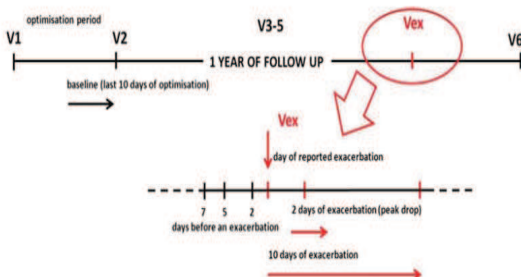 optimisation period
V1 V2 V3-5 Vex V6
1 YEAR OF FOLLOW UP
baseline (last 10 days of optimisation)
Vex
day of reported exacerbation
7 5 2 2 days of exacerbation (peak drop)
days before an exacerbation
10 days of exacerbation